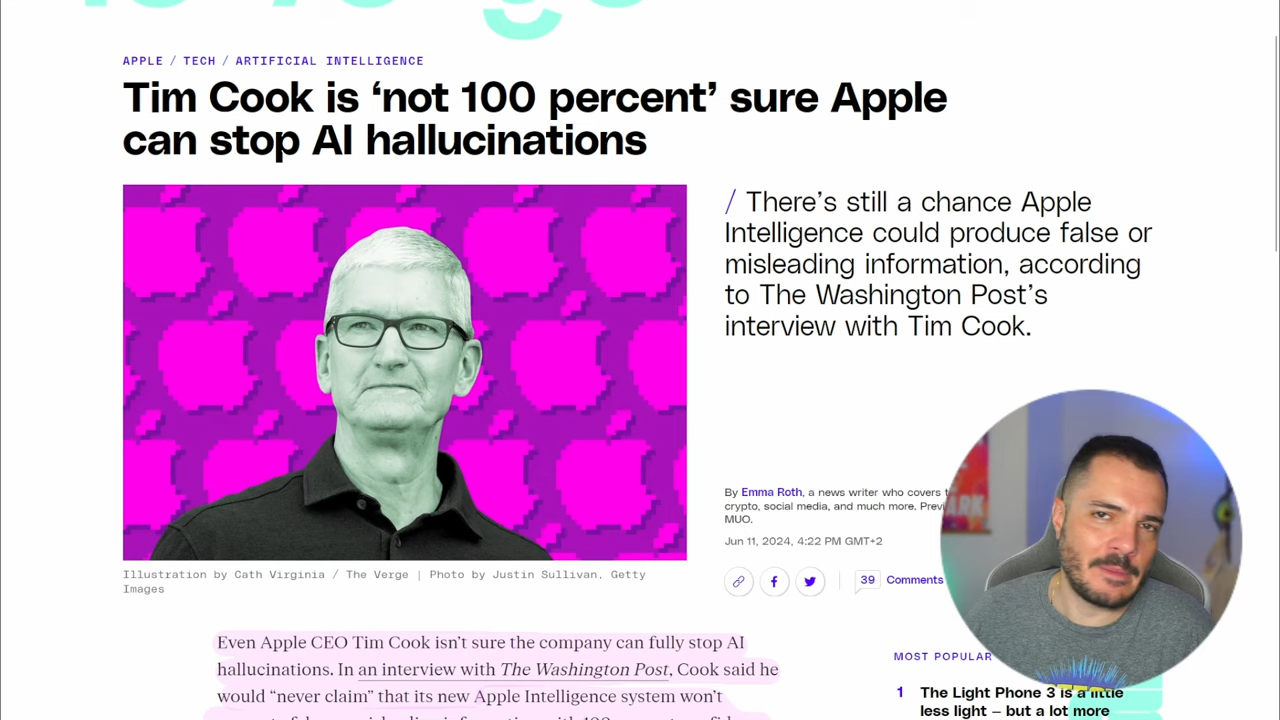 APPLE / TECH / ARTIFICIAL INTELLIGENCE
Tim Cook is ‘not 100 percent’ sure Apple
can stop AI hallucinations
/ There’s still a chance Apple
Intelligence could produce false or
misleading information, according
to The Washington Post’s
interview with Tim Cook.
By Emma Roth, a news writer who covers
crypto, social media, and much more. Previ
MUO.
Jun 11, 2024, 4:22 PM GMT+2
39 Comments
Illustration by Cath Virginia / The Verge | Photo by Justin Sullivan, Getty
Images
Even Apple CEO Tim Cook isn’t sure the company can fully stop AI
hallucinations. In an interview with The Washington Post, Cook said he
would “never claim” that its new Apple Intelligence system won’t
MOST POPULAR
1 The Light Phone 3 is a little
less light — but a lot more